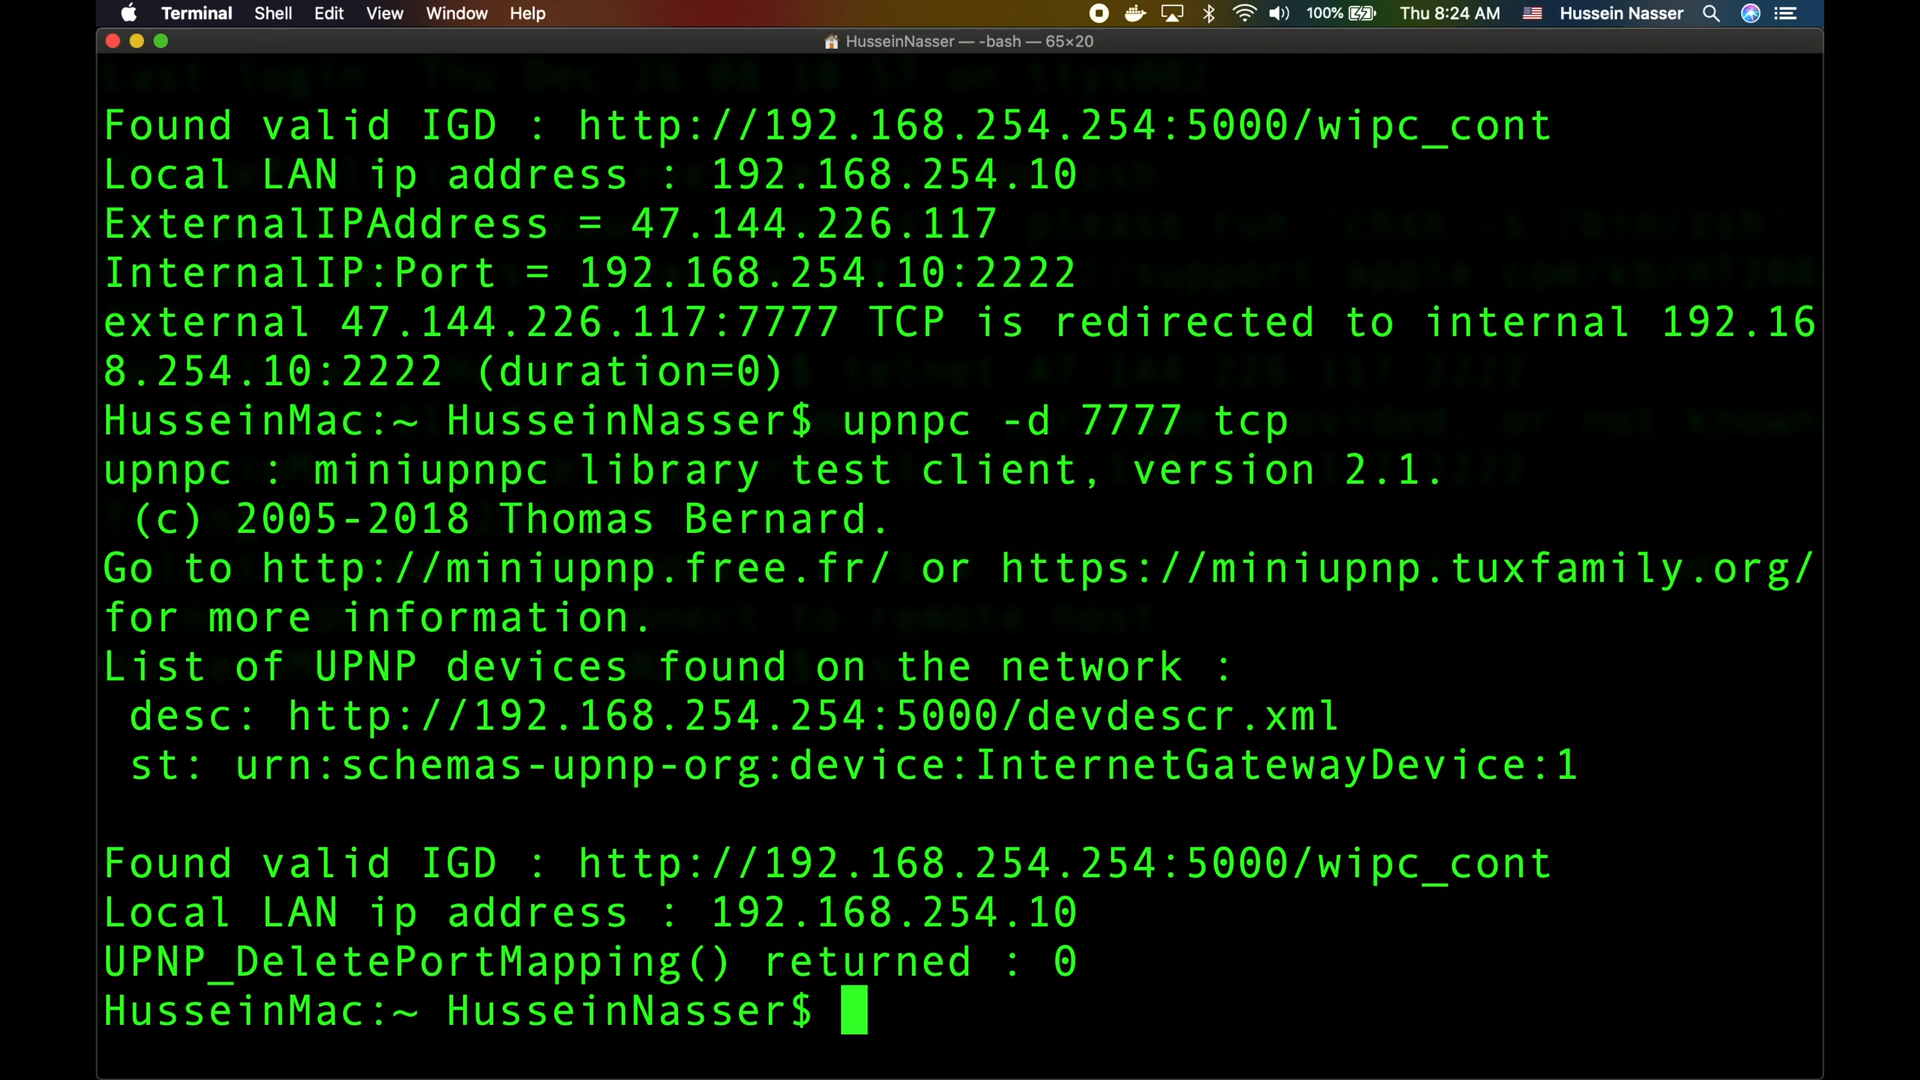 Terminal Shell Edit View Window Help 100% Thu 8:24 AM Hussein Nasser
HusseinNasser — -bash — 65×20
Found valid IGD : http://192.168.254.254:5000/wipc_cont
Local LAN ip address : 192.168.254.10
ExternalIPAddress = 47.144.226.117
InternalIP:Port = 192.168.254.10:2222
external 47.144.226.117:7777 TCP is redirected to internal 192.16
8.254.10:2222 (duration=0)
HusseinMac:~ HusseinNasser$ upnpc -d 7777 tcp
upnpc : miniupnpc library test client, version 2.1.
(c) 2005-2018 Thomas Bernard.
Go to http://miniupnp.free.fr/ or https://miniupnp.tuxfamily.org/
for more information.
List of UPNP devices found on the network :
desc: http://192.168.254.254:5000/devdescr.xml
st: urn:schemas-upnp-org:device:InternetGatewayDevice:1
Found valid IGD : http://192.168.254.254:5000/wipc_cont
Local LAN ip address : 192.168.254.10
UPNP_DeletePortMapping() returned : 0
HusseinMac:~ HusseinNasser$